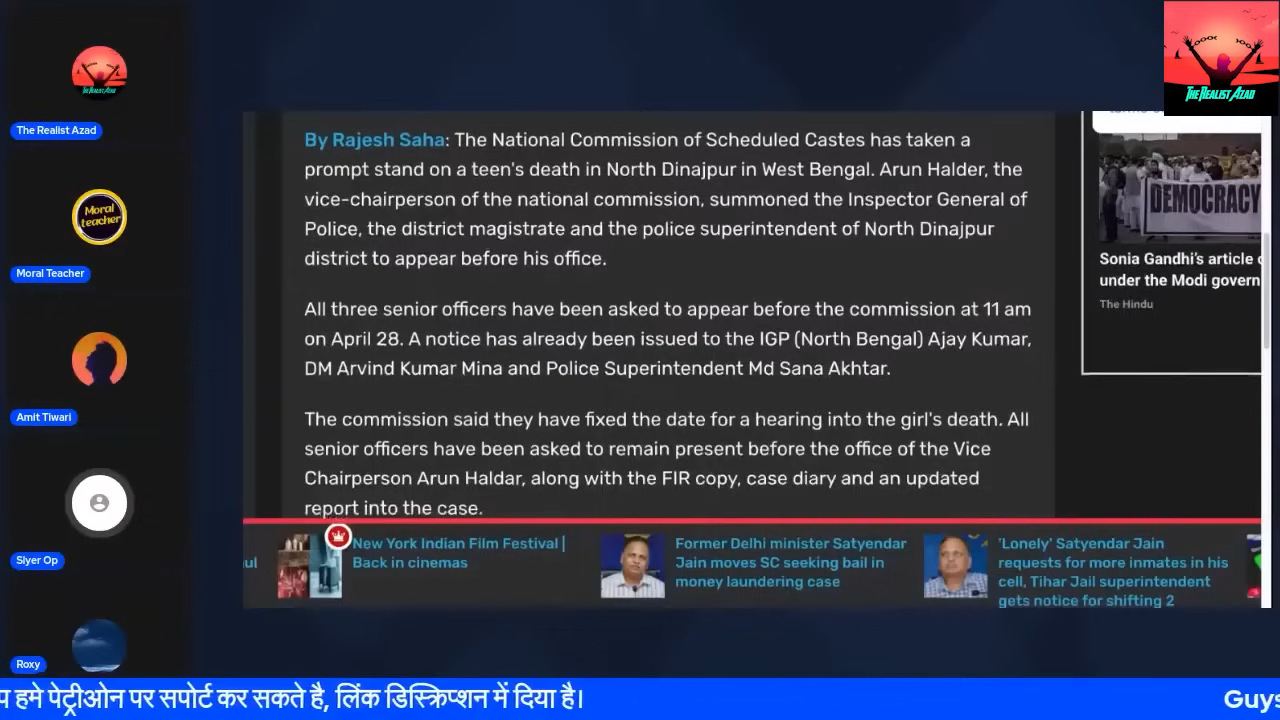 The Realist Azad
The Realist Azad
Moral teacher
Moral Teacher
Amit Tiwari
Slyer Op
Roxy
The Realist Azad
By Rajesh Saha: The National Commission of Scheduled Castes has taken a
prompt stand on a teen's death in North Dinajpur in West Bengal. Arun Halder, the
vice-chairperson of the national commission, summoned the Inspector General of
Police, the district magistrate and the police superintendent of North Dinajpur
district to appear before his office.
All three senior officers have been asked to appear before the commission at 11 am
on April 28. A notice has already been issued to the IGP (North Bengal) Ajay Kumar,
DM Arvind Kumar Mina and Police Superintendent Md Sana Akhtar.
The commission said they have fixed the date for a hearing into the girl's death. All
senior officers have been asked to remain present before the office of the Vice
Chairperson Arun Haldar, along with the FIR copy, case diary and an updated
report into the case.
DEMOCRACY
Sonia Gandhi's article
under the Modi govern
The Hindu
ul
New York Indian Film Festival |
Back in cinemas
Former Delhi minister Satyendar
Jain moves SC seeking bail in
money laundering case
'Lonely' Satyendar Jain
requests for more inmates in his
cell, Tihar Jail superintendent
gets notice for shifting 2
प हमे पेट्रीओन पर सपोर्ट कर सकते है, लिंक डिस्क्रिप्शन में दिया है।
Guys